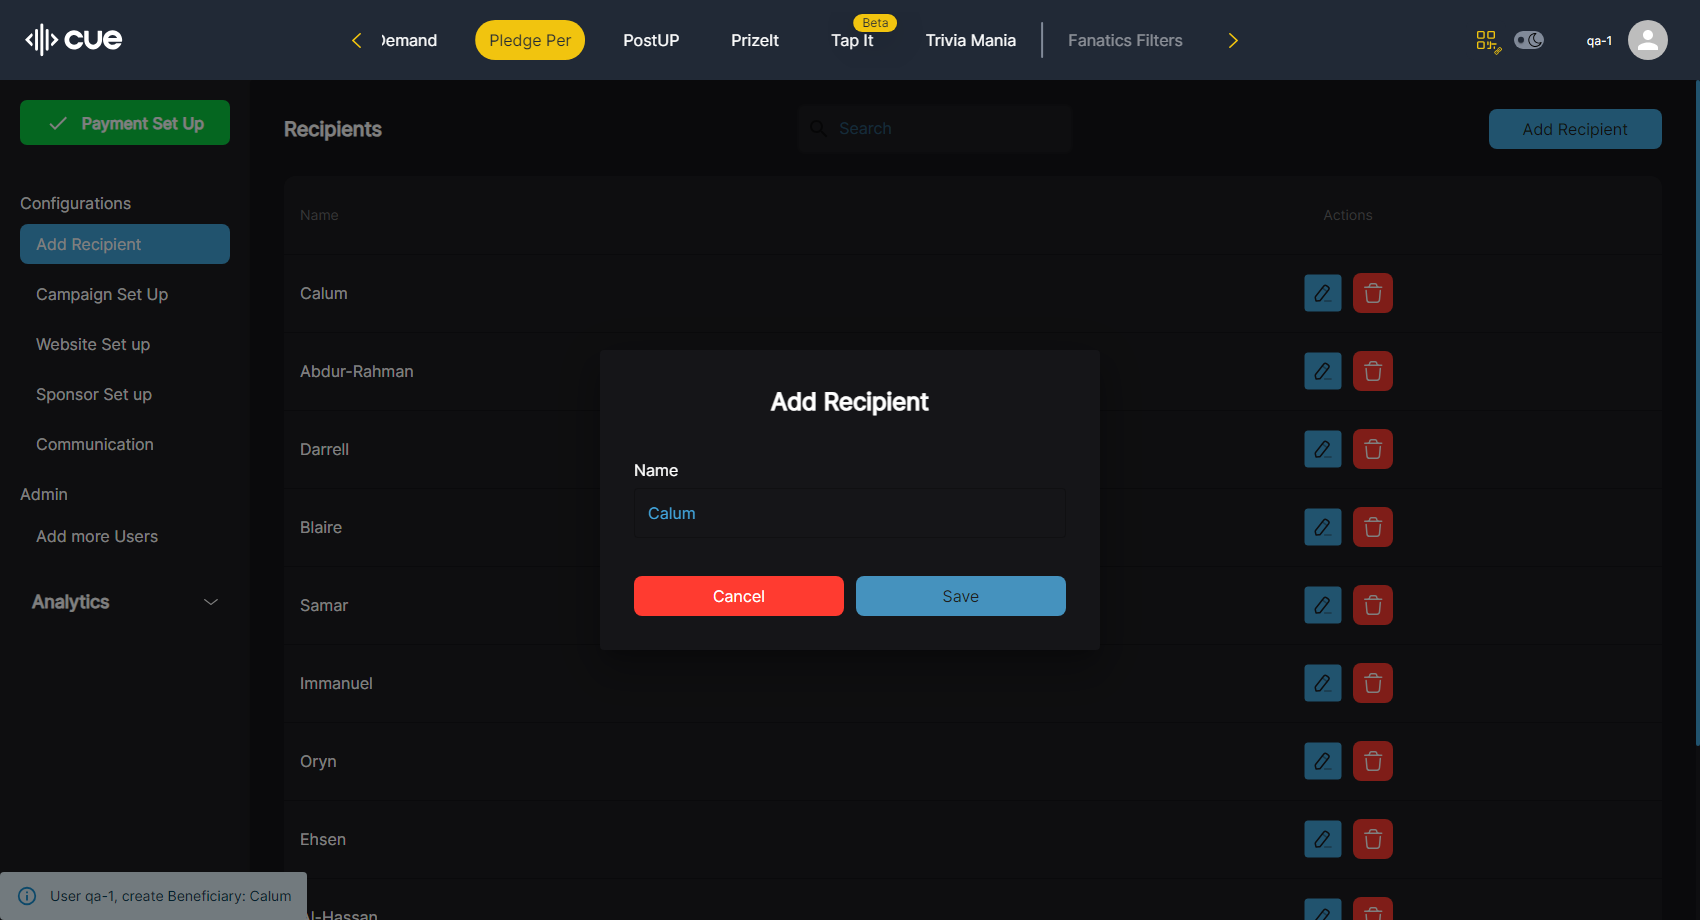 cue
Demand
Pledge Per
PostUP
PrizeIt
Beta
Tap It
Trivia Mania
Fanatics Filters
qa-1
Payment Set Up
Configurations
Add Recipient
Campaign Set Up
Website Set up
Sponsor Set up
Communication
Admin
Add more Users
Analytics
Recipients
Search
Add Recipient
Name
Actions
Calum
Abdur-Rahman
Darrell
Blaire
Samar
Immanuel
Oryn
Ehsen
Al-Hassan
Add Recipient
Name
Calum
Cancel
Save
User qa-1, create Beneficiary: Calum